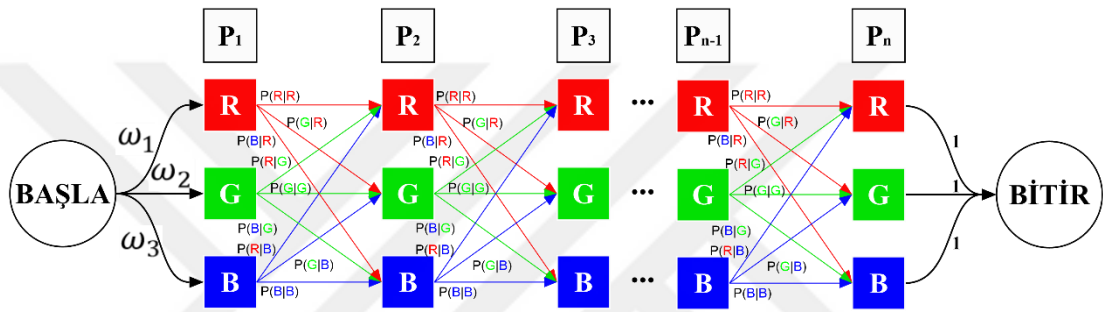 P₁ P₂ P₃ Pₙ₋₁ Pₙ
R P(R|R) R P(R|R) R ••• R P(R|R) R
P(G|R) P(G|R) P(G|R)
ω₁ P(B|R) P(B|R) P(B|R) 1
P(R|G) P(R|G) P(R|G)
BAŞLA ω₂ G P(G|G) G P(G|G) G ••• G P(G|G) G 1 BİTİR
P(B|G) P(B|G) P(B|G)
ω₃ P(R|B) P(R|B) P(R|B) 1
P(G|B) P(G|B) P(G|B)
B P(B|B) B P(B|B) B ••• B P(B|B) B